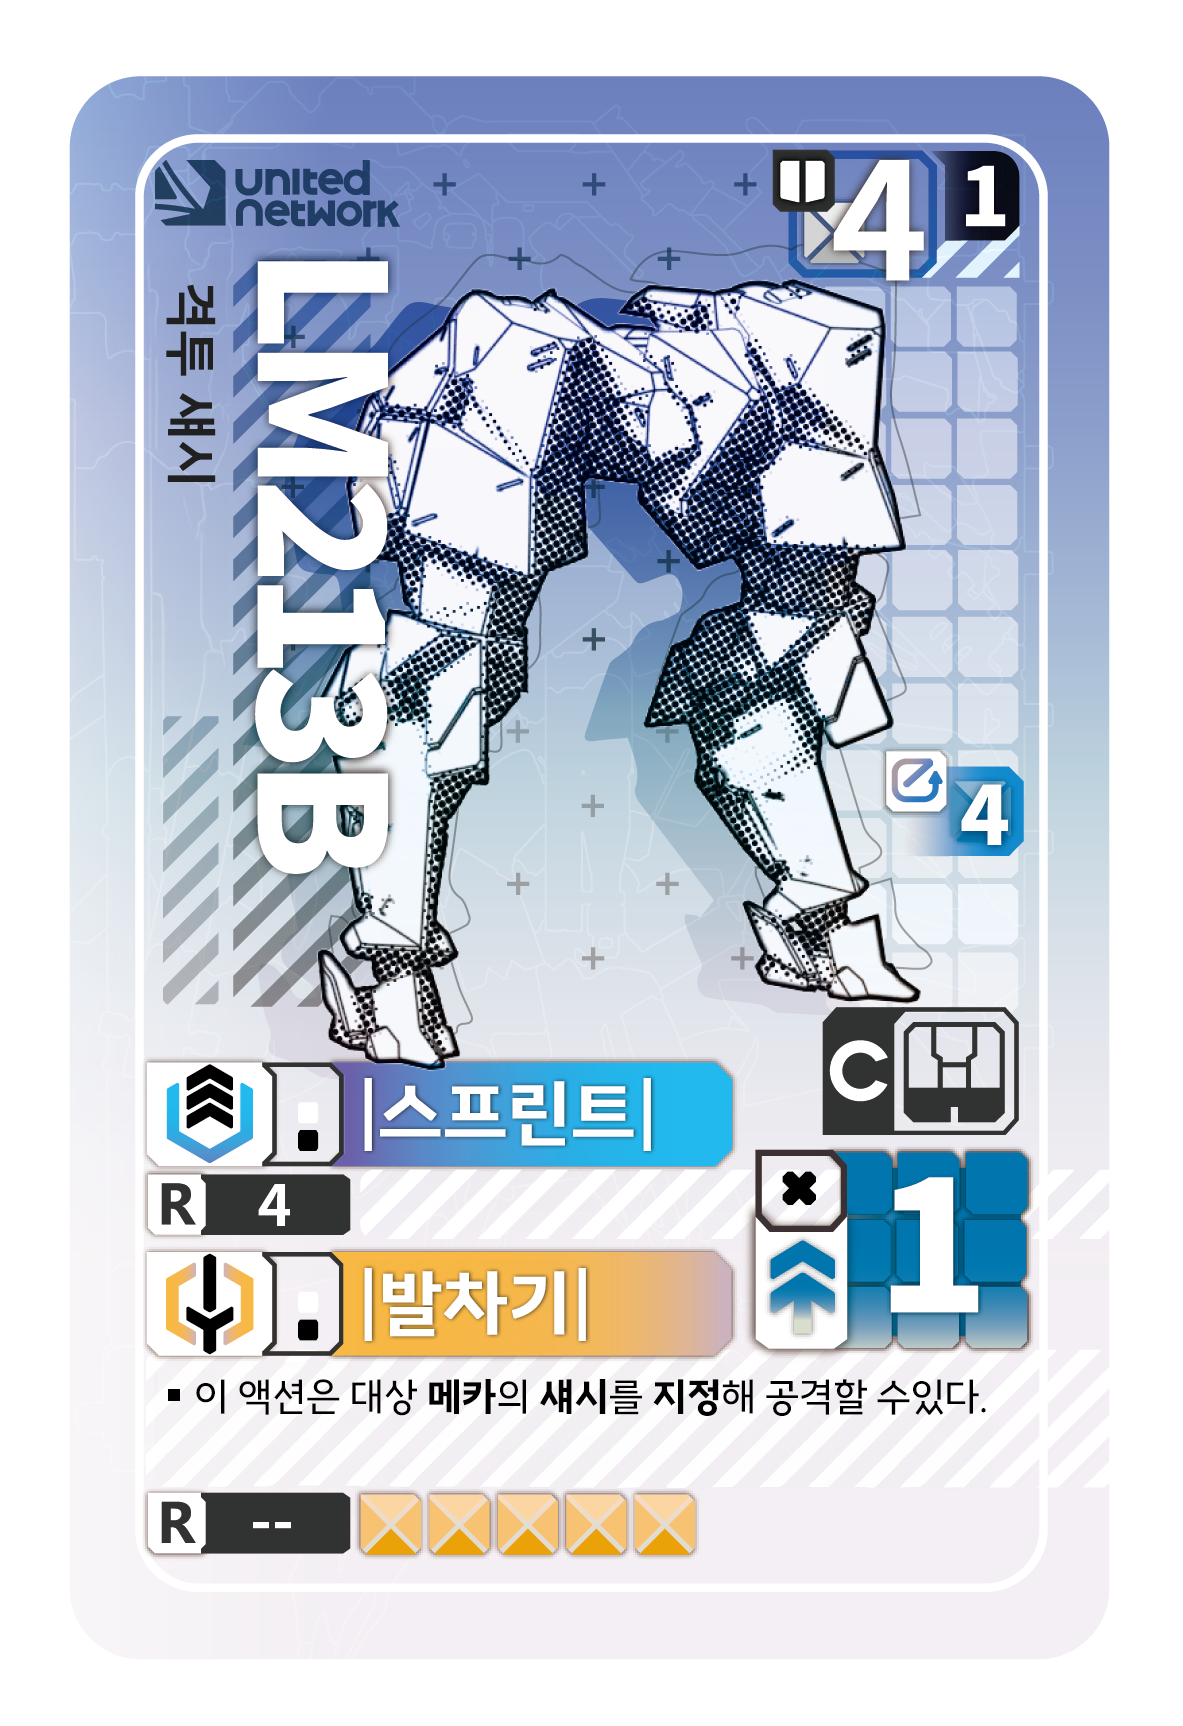 united
network
4
1
격투 섀시
LM213B
4
C
|스프린트|
R 4
1
|발차기|
▪ 이 액션은 대상 메카의 섀시를 지정해 공격할 수있다.
R --